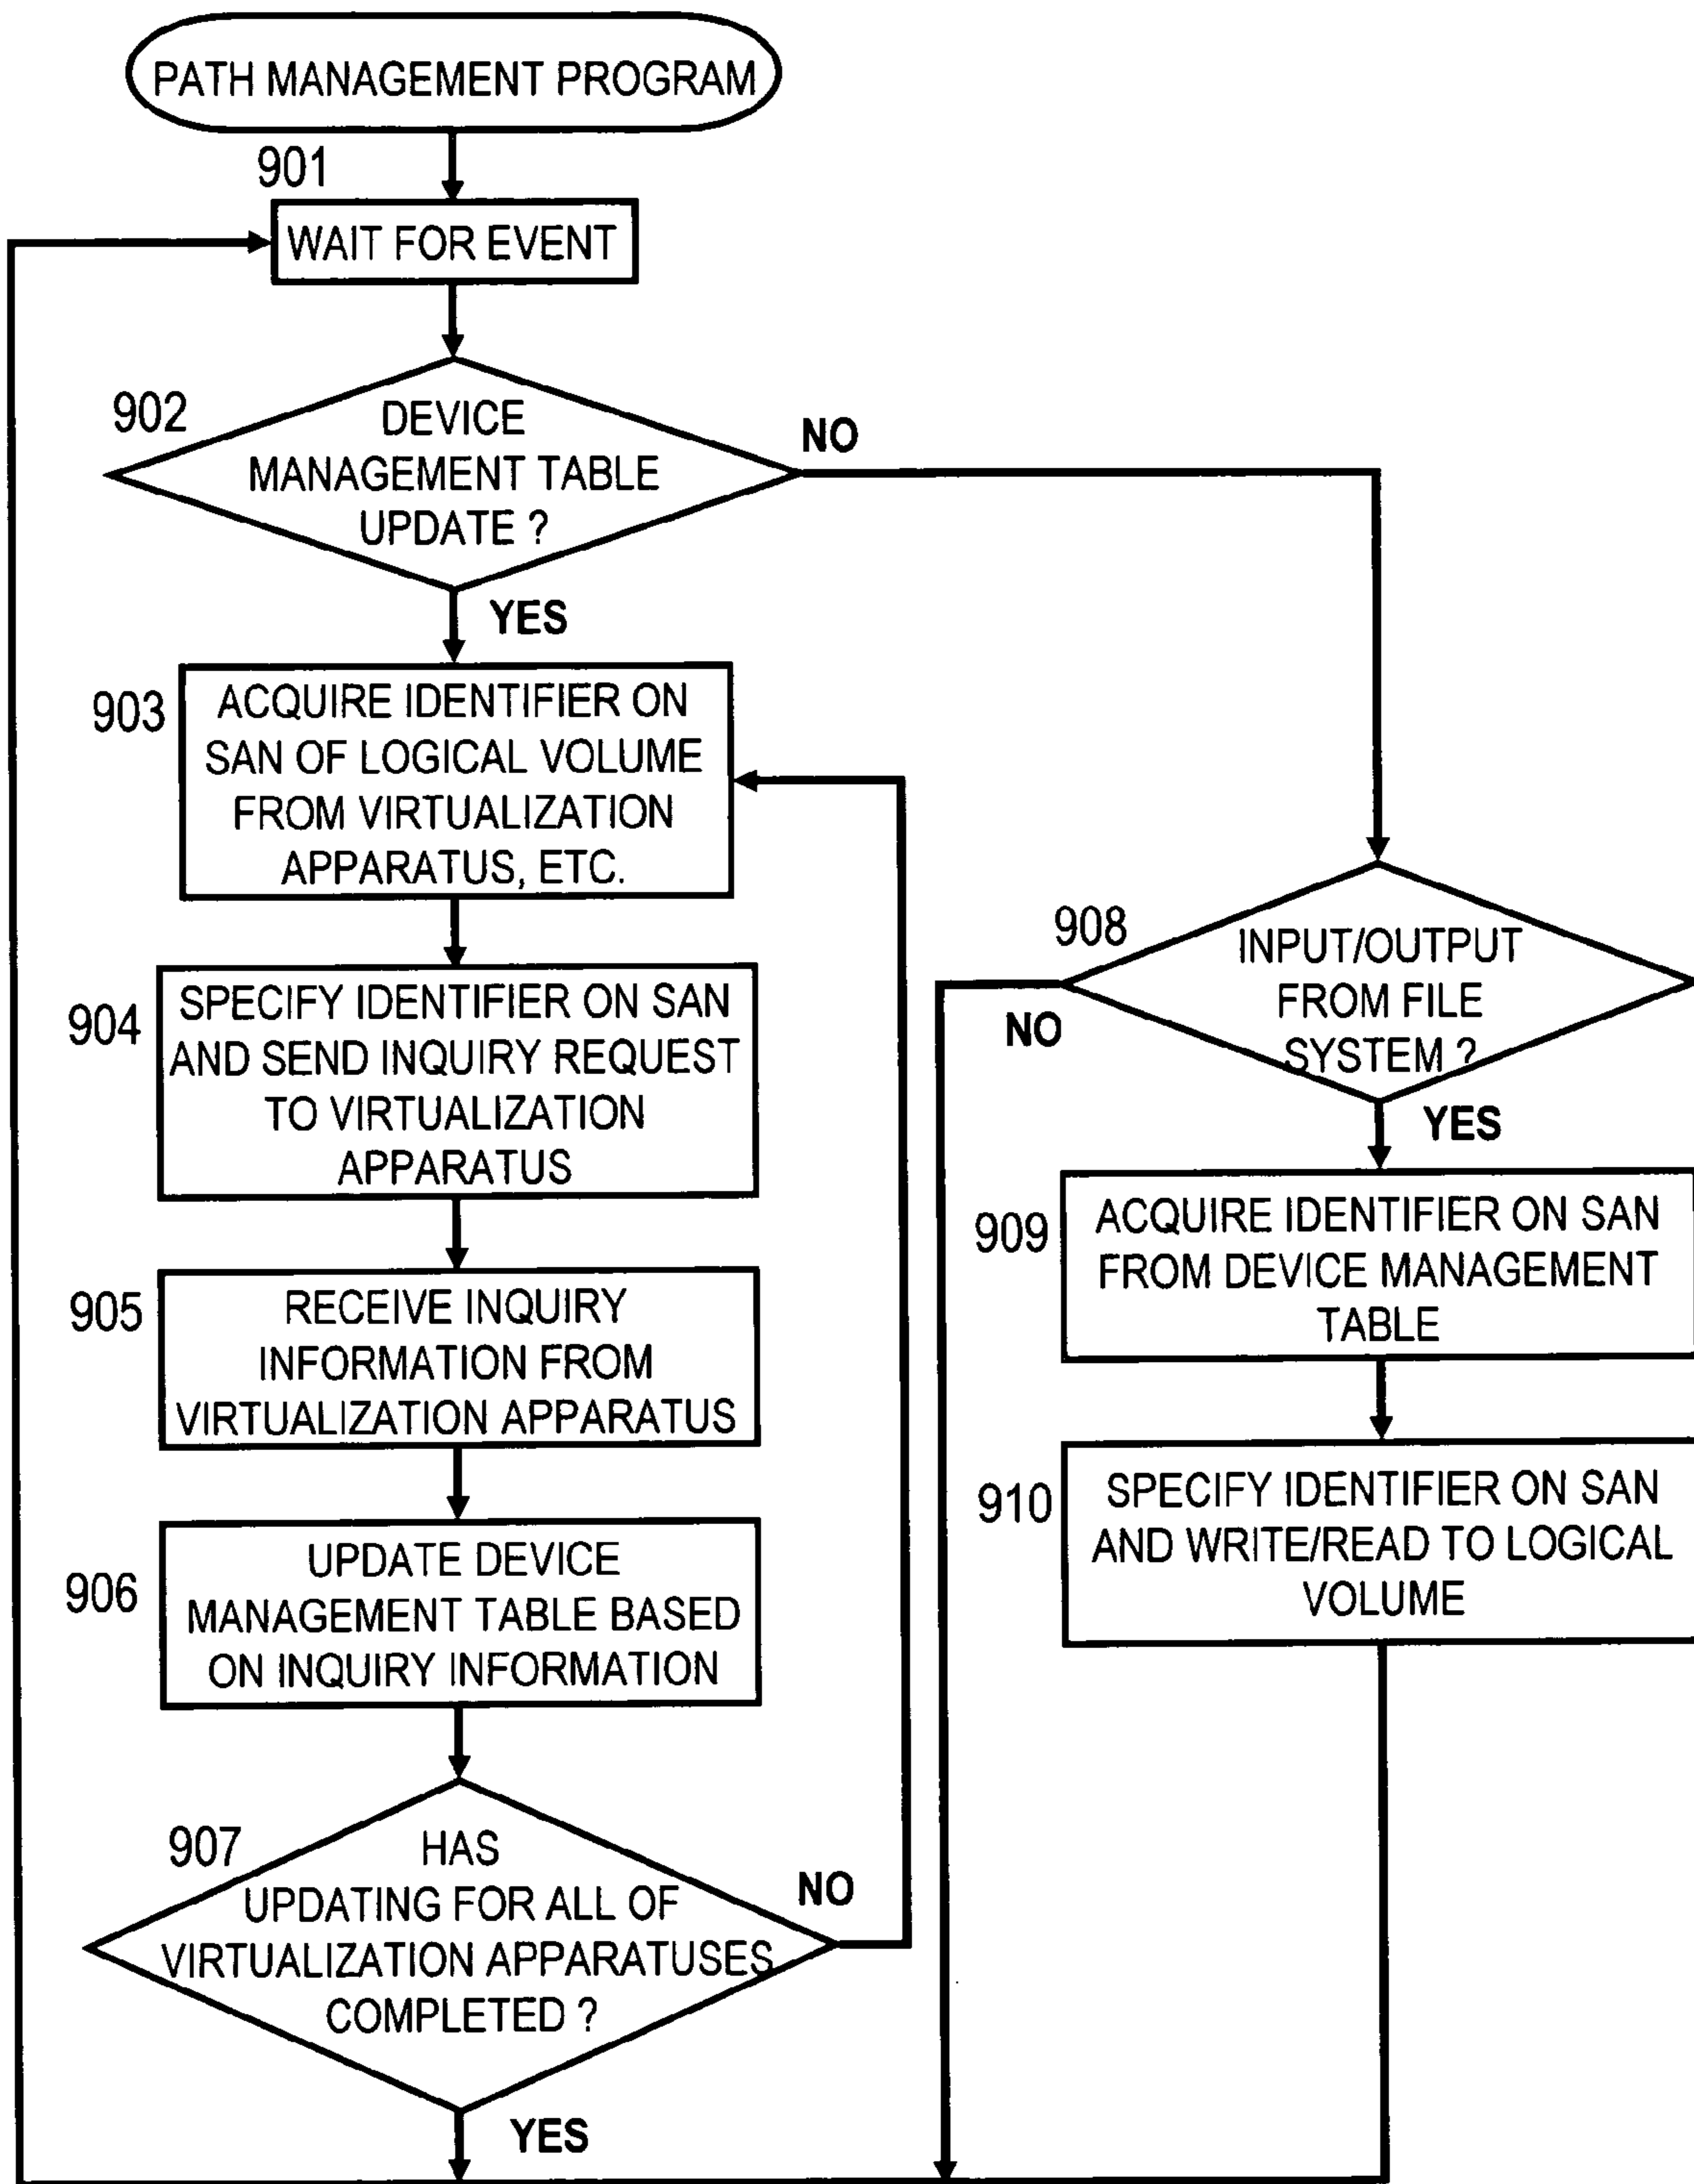 PATH MANAGEMENT PROGRAM
901
WAIT FOR EVENT
902
DEVICE
MANAGEMENT TABLE
UPDATE ?
NO
YES
903
ACQUIRE IDENTIFIER ON
SAN OF LOGICAL VOLUME
FROM VIRTUALIZATION
APPARATUS, ETC.
904
SPECIFY IDENTIFIER ON SAN
AND SEND INQUIRY REQUEST
TO VIRTUALIZATION
APPARATUS
905
RECEIVE INQUIRY
INFORMATION FROM
VIRTUALIZATION APPARATUS
906
UPDATE DEVICE
MANAGEMENT TABLE BASED
ON INQUIRY INFORMATION
907
HAS
UPDATING FOR ALL OF
VIRTUALIZATION APPARATUSES
COMPLETED ?
NO
YES
908
INPUT/OUTPUT
FROM FILE
SYSTEM ?
NO
YES
909
ACQUIRE IDENTIFIER ON SAN
FROM DEVICE MANAGEMENT
TABLE
910
SPECIFY IDENTIFIER ON SAN
AND WRITE/READ TO LOGICAL
VOLUME